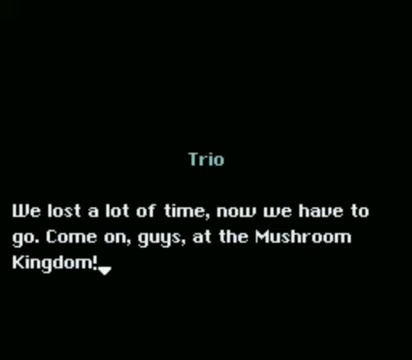 Trio
We lost a lot of time, now we have to
go. Come on, guys, at the Mushroom
Kingdom!